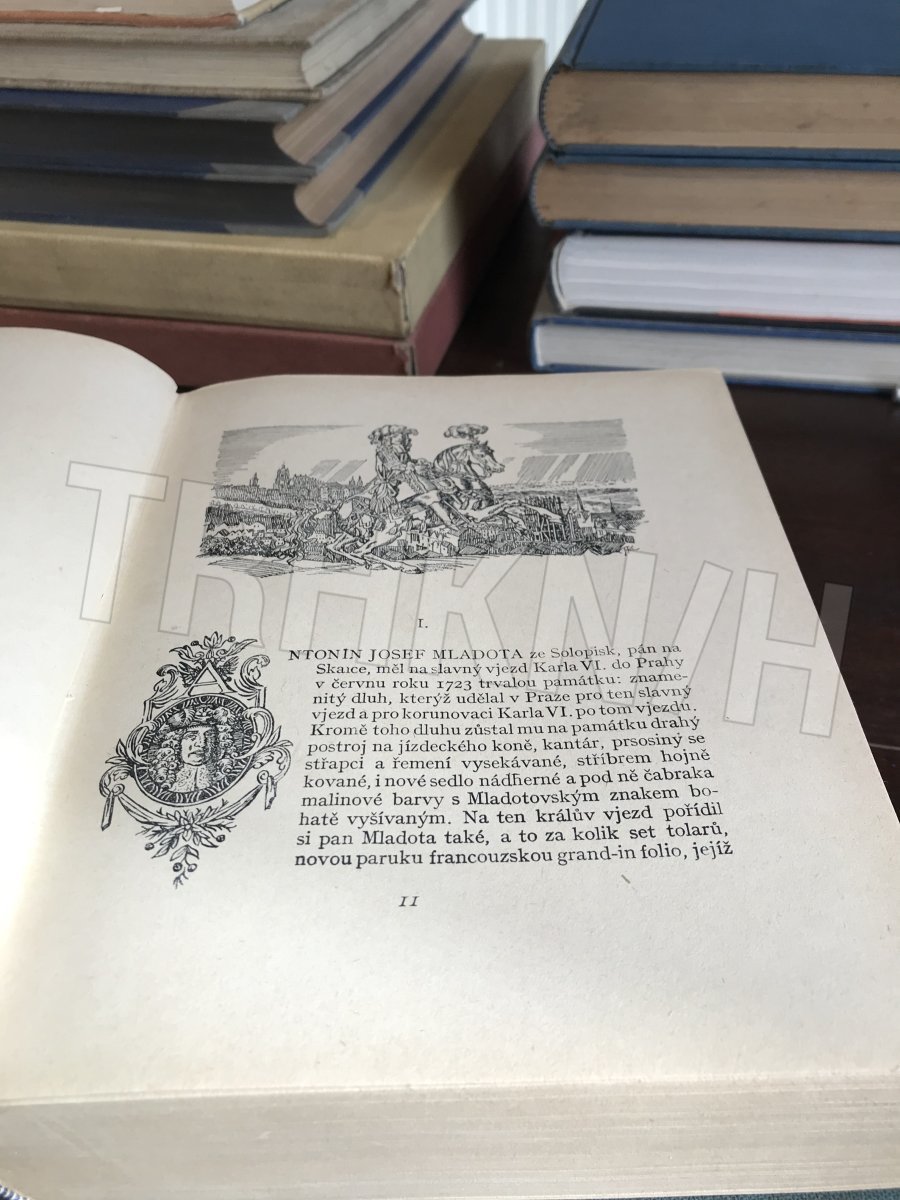 I.
NTONÍN JOSEF MLADOTA ze Solopisk, pán na
Skalce, měl na slavný vjezd Karla VI. do Prahy
v červnu roku 1723 trvalou památku: zname-
nitý dluh, kterýž udělal v Praze pro ten slavný
vjezd a pro korunovaci Karla VI. po tom vjezdu.
Kromě toho dluhu zůstal mu na památku drahý
postroj na jízdeckého koně, kantár, prsosiny se
střapci a řemení vysekávané, stříbrem hojně
kované, i nové sedlo nádherné a pod ně čabraka
malinové barvy s Mladotovským znakem bo-
hatě vyšívaným. Na ten králův vjezd pořídil
si pan Mladota také, a to za kolik set tolarů,
novou paruku francouzskou grand-in folio, jejíž
11